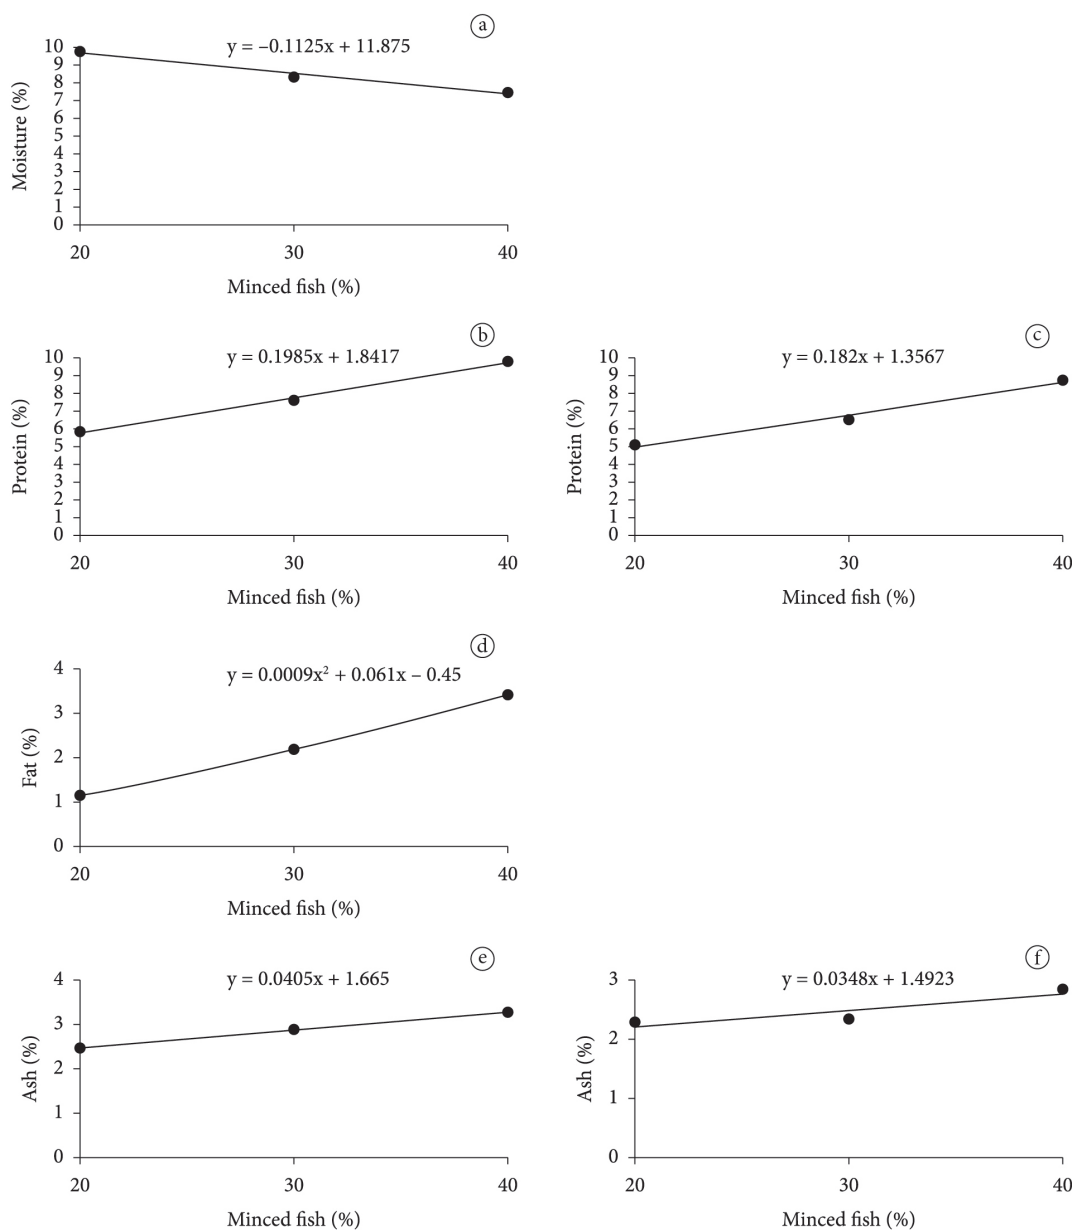 a
y = –0.1125x + 11.875
10
9
8
7
6
5
4
3
2
1
0
Moisture (%)
20 30 40
Minced fish (%)
b
y = 0.1985x + 1.8417
10
9
8
7
6
5
4
3
2
1
0
Protein (%)
20 30 40
Minced fish (%)
c
y = 0.182x + 1.3567
10
9
8
7
6
5
4
3
2
1
0
Protein (%)
20 30 40
Minced fish (%)
d
y = 0.0009x² + 0.061x – 0.45
4
3
2
1
0
Fat (%)
20 30 40
Minced fish (%)
e
y = 0.0405x + 1.665
4
3
2
1
0
Ash (%)
20 30 40
Minced fish (%)
f
y = 0.0348x + 1.4923
3
2
1
0
Ash (%)
20 30 40
Minced fish (%)